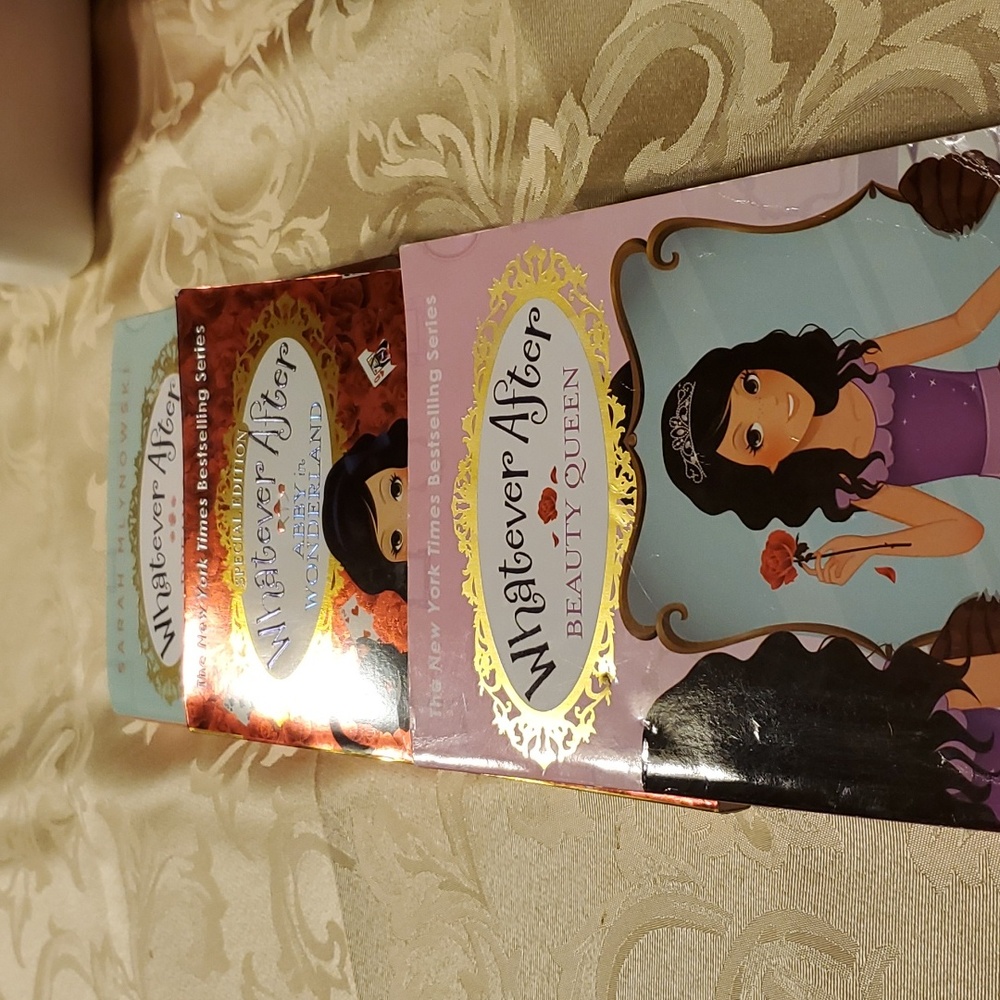 SARAH MLYNOWSKI
Whatever After
The New York Times Bestselling Series
SPECIAL EDITION
Whatever After
ABBY in
WONDERLAND
The New York Times Bestselling Series
Whatever After
BEAUTY QUEEN